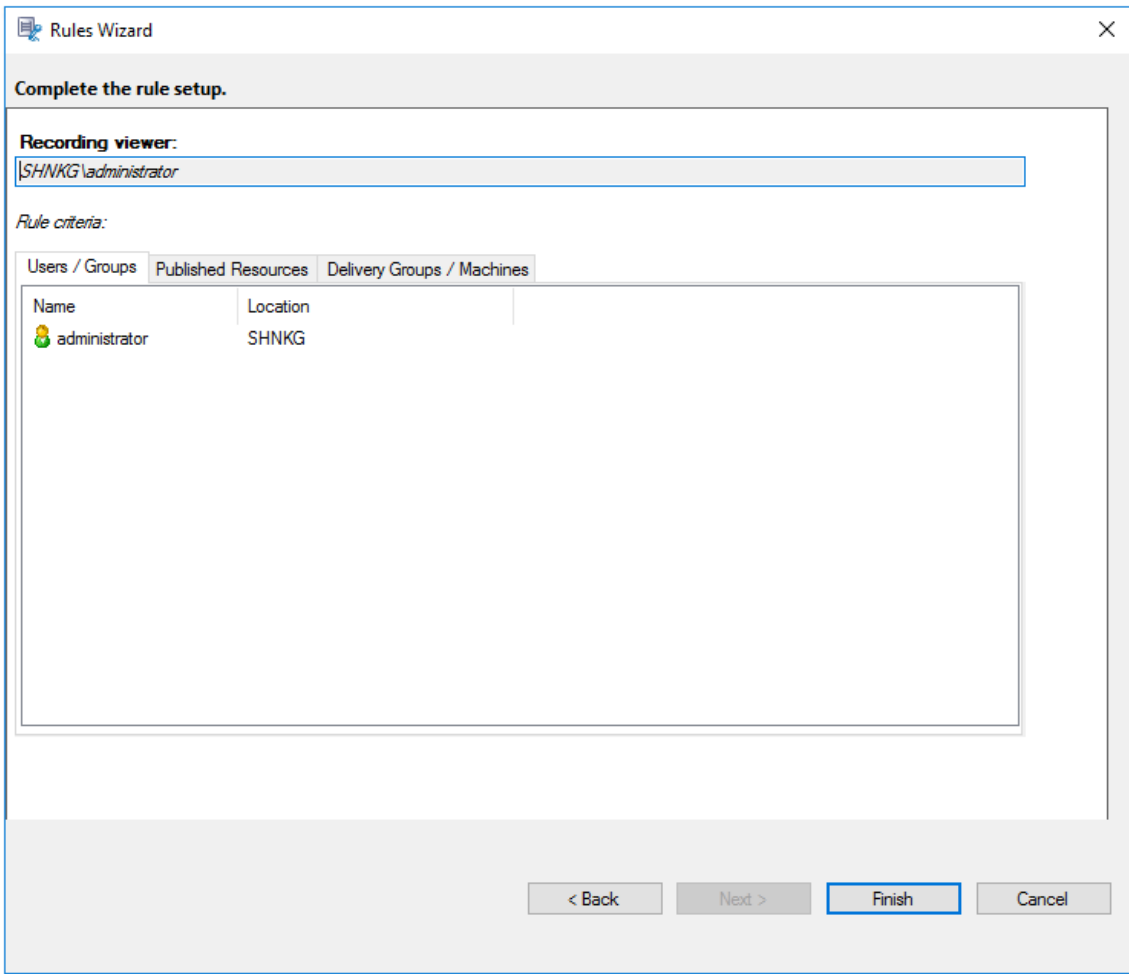 Rules Wizard
Complete the rule setup.
Recording viewer:
SHNKG\administrator
Rule criteria:
Users / Groups Published Resources Delivery Groups / Machines
Name Location
administrator SHNKG
< Back Next > Finish Cancel